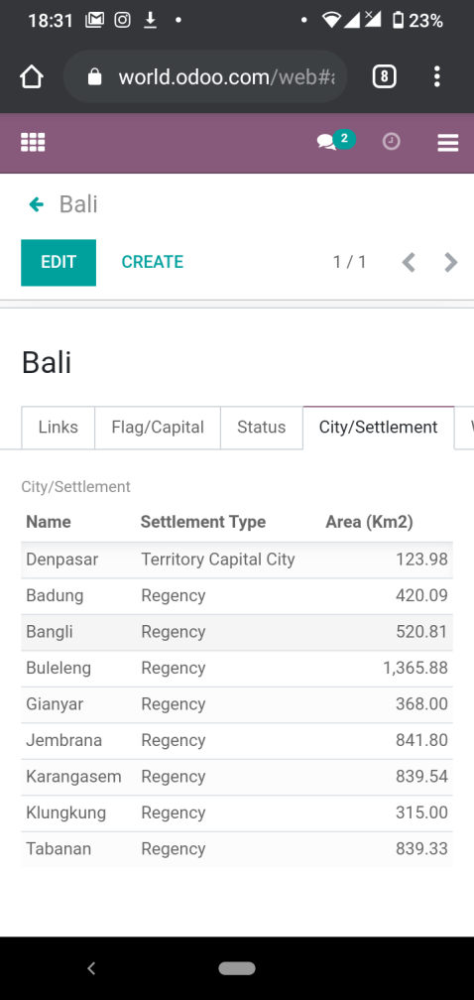 18:31 23%
world.odoo.com/web#a 8
2
Bali
EDIT CREATE 1 / 1
Bali
Links Flag/Capital Status City/Settlement
City/Settlement
Name Settlement Type Area (Km2)
Denpasar Territory Capital City 123.98
Badung Regency 420.09
Bangli Regency 520.81
Buleleng Regency 1,365.88
Gianyar Regency 368.00
Jembrana Regency 841.80
Karangasem Regency 839.54
Klungkung Regency 315.00
Tabanan Regency 839.33